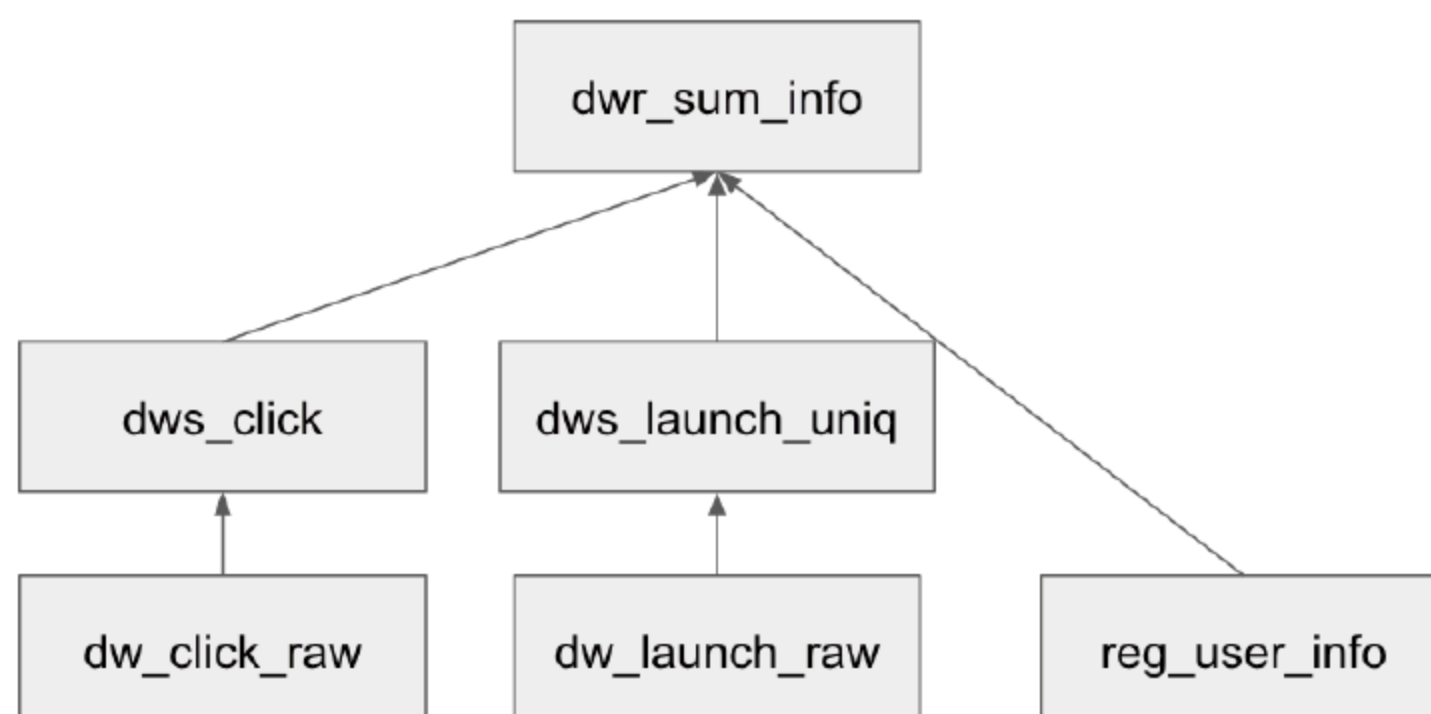 dwr_sum_info
dws_click
dws_launch_uniq
dw_click_raw
dw_launch_raw
reg_user_info